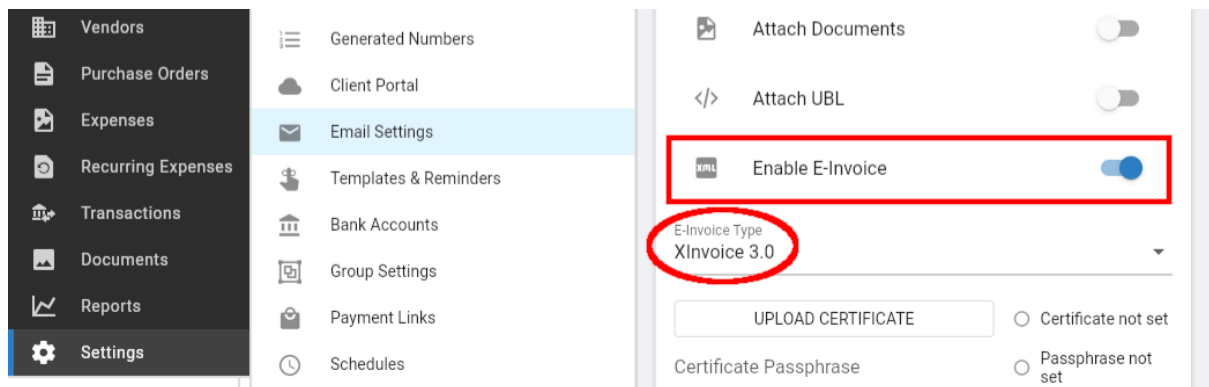 Vendors
Purchase Orders
Expenses
Recurring Expenses
Transactions
Documents
Reports
Settings
Generated Numbers
Client Portal
Email Settings
Templates & Reminders
Bank Accounts
Group Settings
Payment Links
Schedules
Attach Documents
</> Attach UBL
XML Enable E-Invoice
E-Invoice Type
XInvoice 3.0
UPLOAD CERTIFICATE Certificate not set
Certificate Passphrase Passphrase not
set